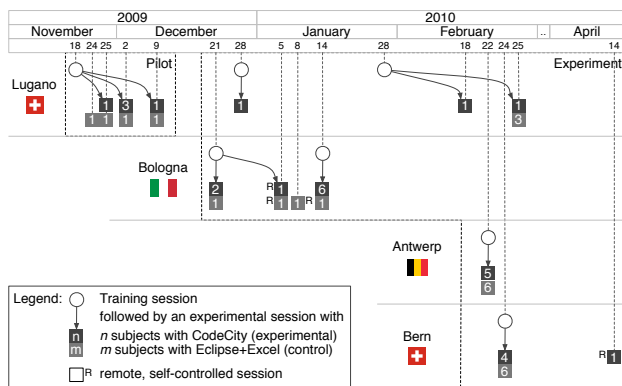 2009 2010
November December January February .. April
18 24 25 2 9 21 28 5 8 14 28 18 22 24 25 14
Pilot Experiment
Lugano
1 3 1 1 1 1
1 1 1 1 3
Bologna
2 R 1 6
1 R 1 1 R 1
Antwerp
5
6
Legend: Training session
followed by an experimental session with
n n subjects with CodeCity (experimental)
m m subjects with Eclipse+Excel (control)
R remote, self-controlled session
Bern
4 R 1
6